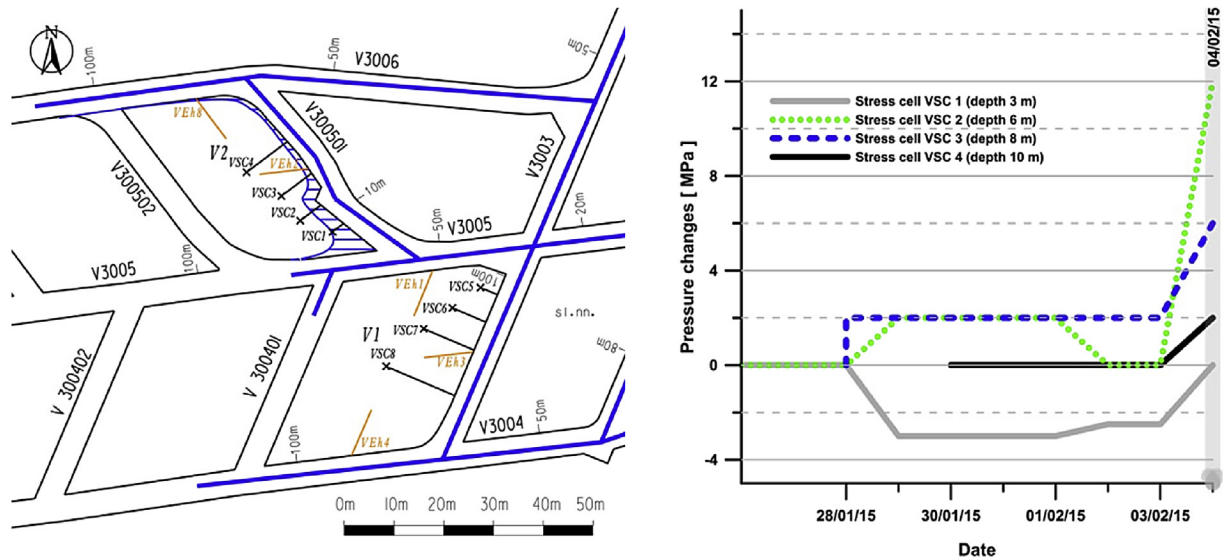 N
-100m
-50m
V3006
-50m
VEh8
V300501
V2
VSC4
VEh2
V3003
VSC3
-10m
V300502
VSC2
VSC1
-50m
V3005
-20m
V3005
-100m
VEh1
-100m
VSC5
VSC6
sl.nn.
VSC7
V1
VSC8
VEh3
-80m
V 300402
V 300401
V3004
-50m
VEh4
-100m
0m 10m 20m 30m 40m 50m
04/02/15
Pressure changes [ MPa]
12
8
4
0
-4
Stress cell VSC 1 (depth 3 m)
Stress cell VSC 2 (depth 6 m)
Stress cell VSC 3 (depth 8 m)
Stress cell VSC 4 (depth 10 m)
28/01/15 30/01/15 01/02/15 03/02/15
Date